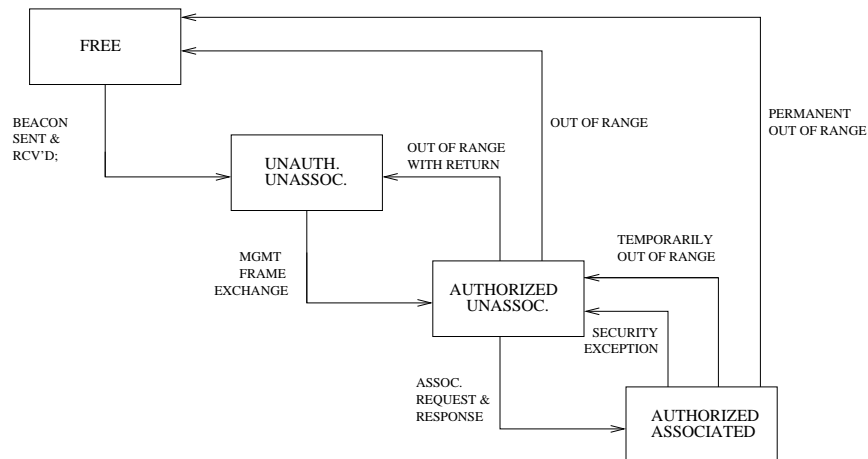 FREE
BEACON
SENT &
RCV'D;
UNAUTH.
UNASSOC.
OUT OF RANGE
WITH RETURN
OUT OF RANGE
PERMANENT
OUT OF RANGE
MGMT
FRAME
EXCHANGE
AUTHORIZED
UNASSOC.
TEMPORARILY
OUT OF RANGE
SECURITY
EXCEPTION
ASSOC.
REQUEST &
RESPONSE
AUTHORIZED
ASSOCIATED